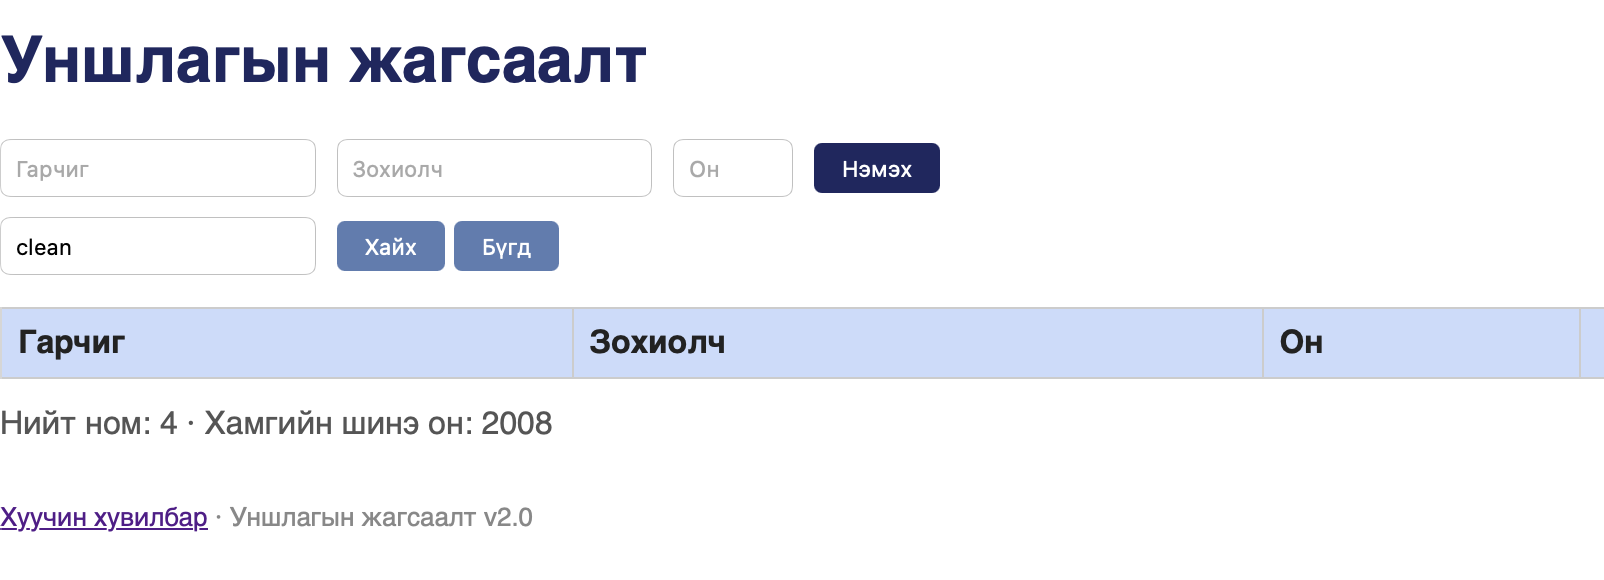 Уншлагын жагсаалт
Гарчиг Зохиолч Он Нэмэх
clean Хайх Бүгд
Гарчиг Зохиолч Он
Нийт ном: 4 · Хамгийн шинэ он: 2008
Хуучин хувилбар · Уншлагын жагсаалт v2.0